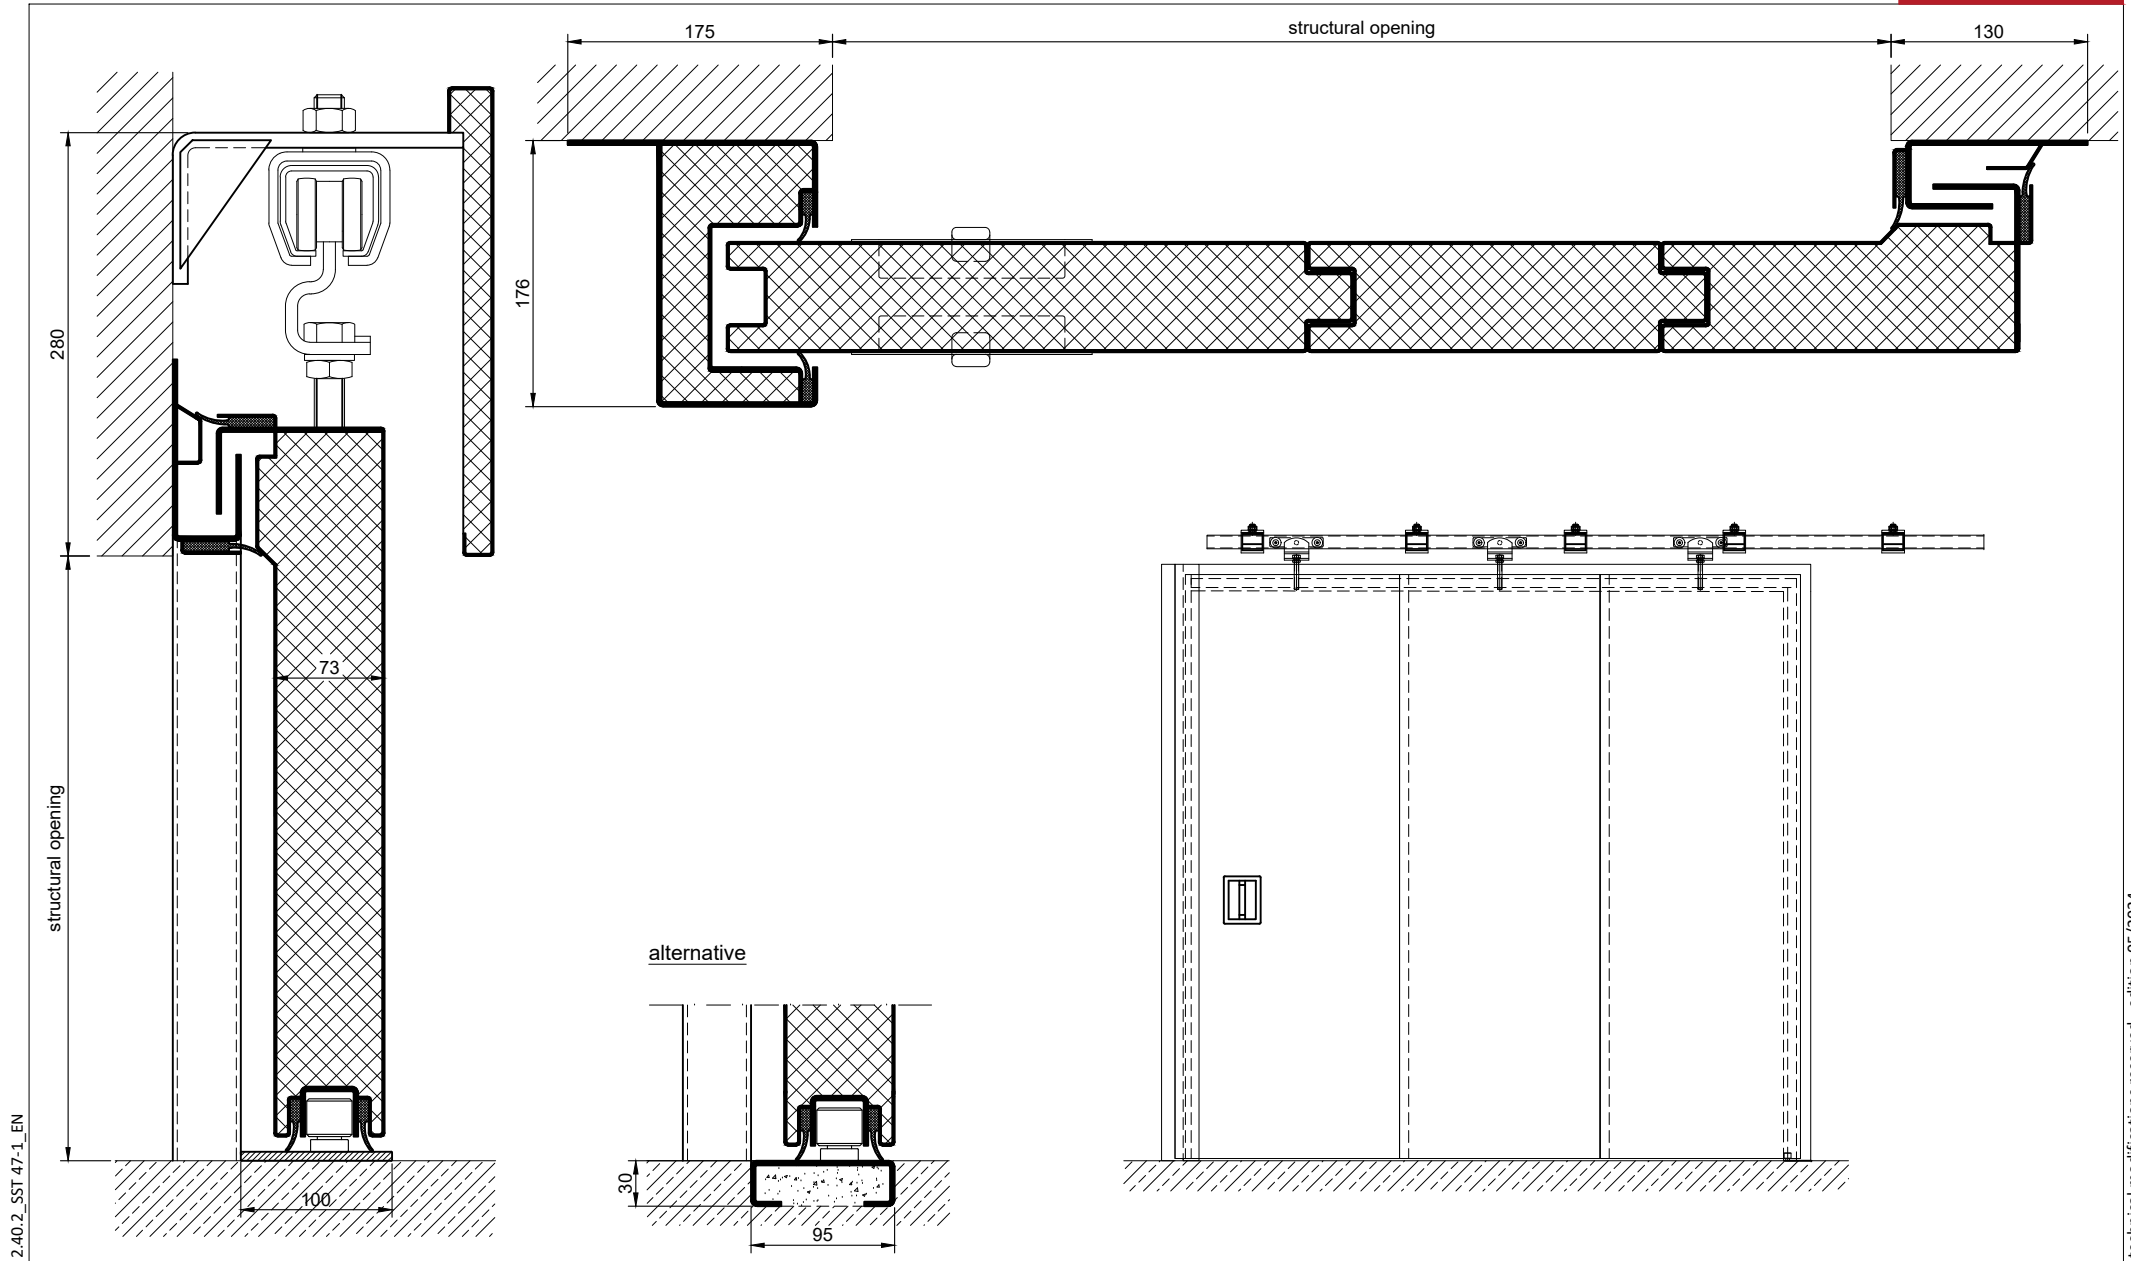 175
structural opening
130
280
176
73
structural opening
alternative
100
30
95
2.40.2_SST 47-1_EN